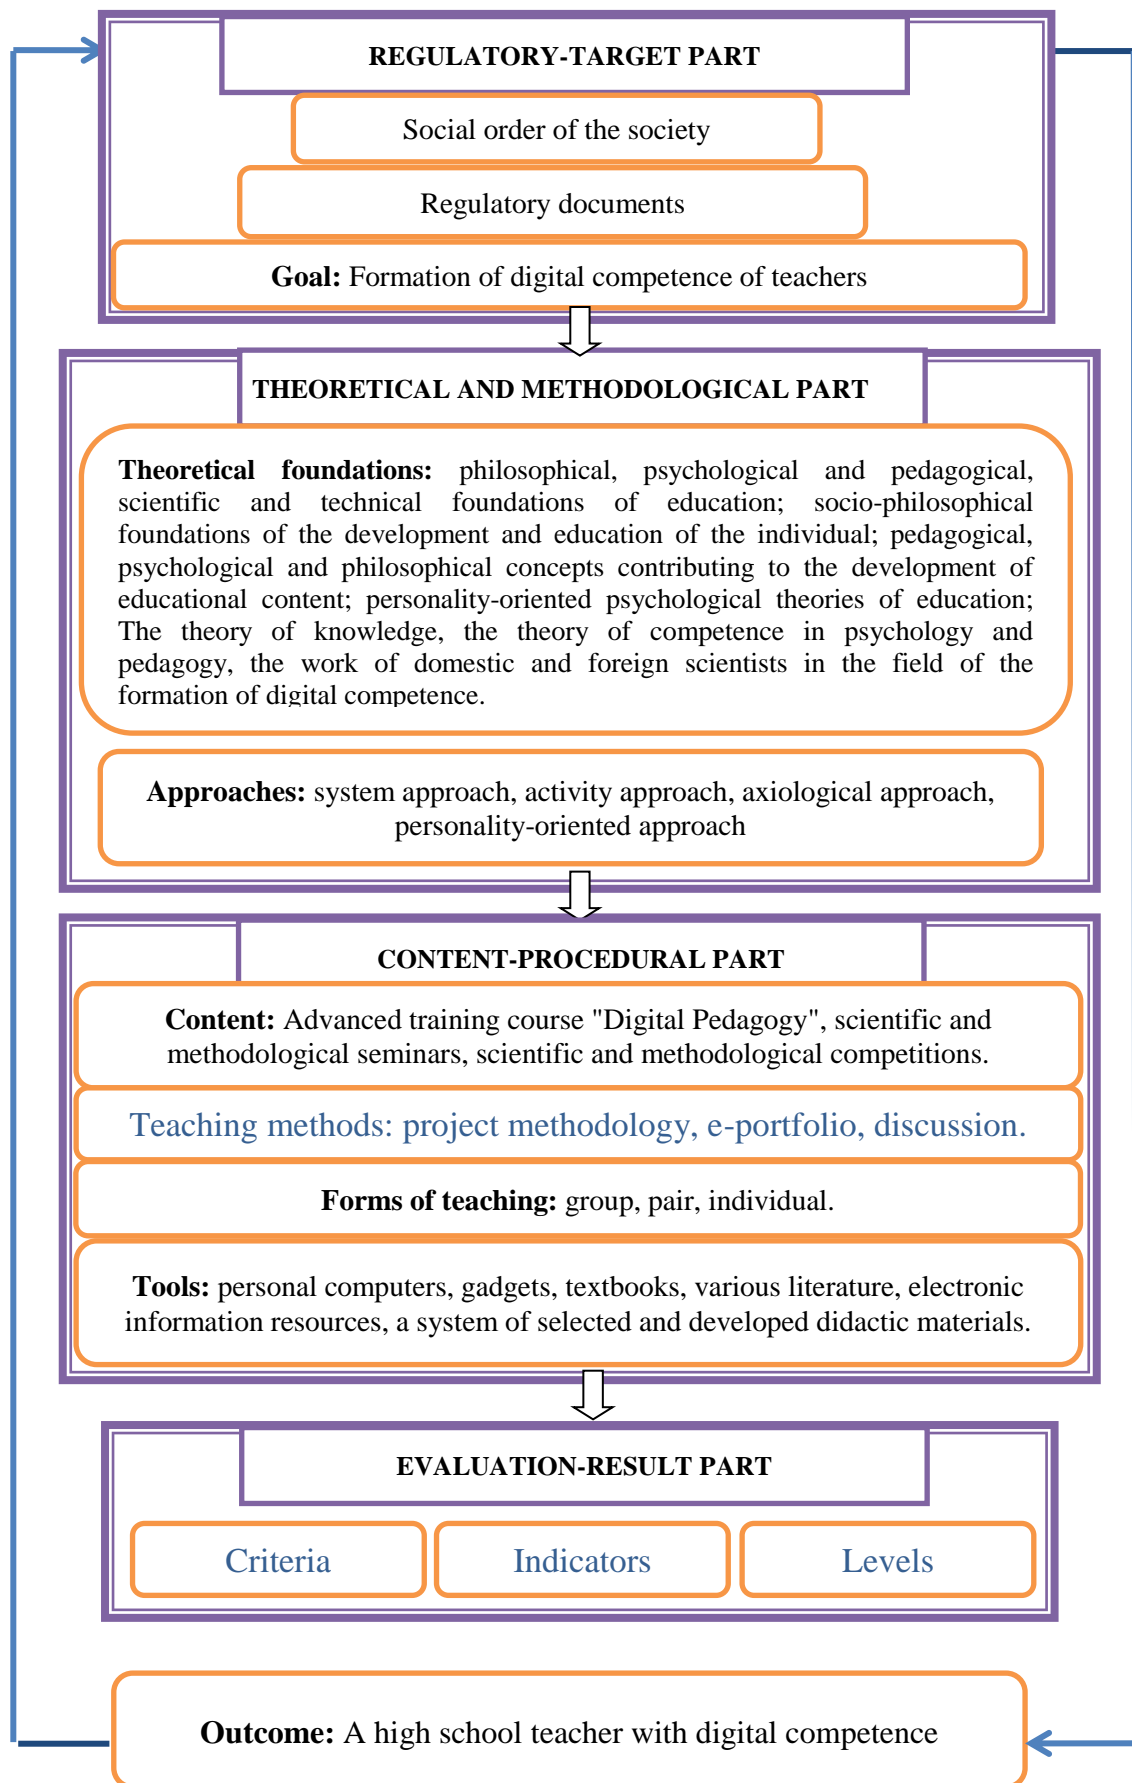 REGULATORY-TARGET PART
Social order of the society
Regulatory documents
Goal: Formation of digital competence of teachers
THEORETICAL AND METHODOLOGICAL PART
Theoretical foundations: philosophical, psychological and pedagogical,
scientific and technical foundations of education; socio-philosophical
foundations of the development and education of the individual; pedagogical,
psychological and philosophical concepts contributing to the development of
educational content; personality-oriented psychological theories of education;
The theory of knowledge, the theory of competence in psychology and
pedagogy, the work of domestic and foreign scientists in the field of the
formation of digital competence.
Approaches: system approach, activity approach, axiological approach,
personality-oriented approach
CONTENT-PROCEDURAL PART
Content: Advanced training course "Digital Pedagogy", scientific and
methodological seminars, scientific and methodological competitions.
Teaching methods: project methodology, e-portfolio, discussion.
Forms of teaching: group, pair, individual.
Tools: personal computers, gadgets, textbooks, various literature, electronic
information resources, a system of selected and developed didactic materials.
EVALUATION-RESULT PART
Criteria
Indicators
Levels
Outcome: A high school teacher with digital competence